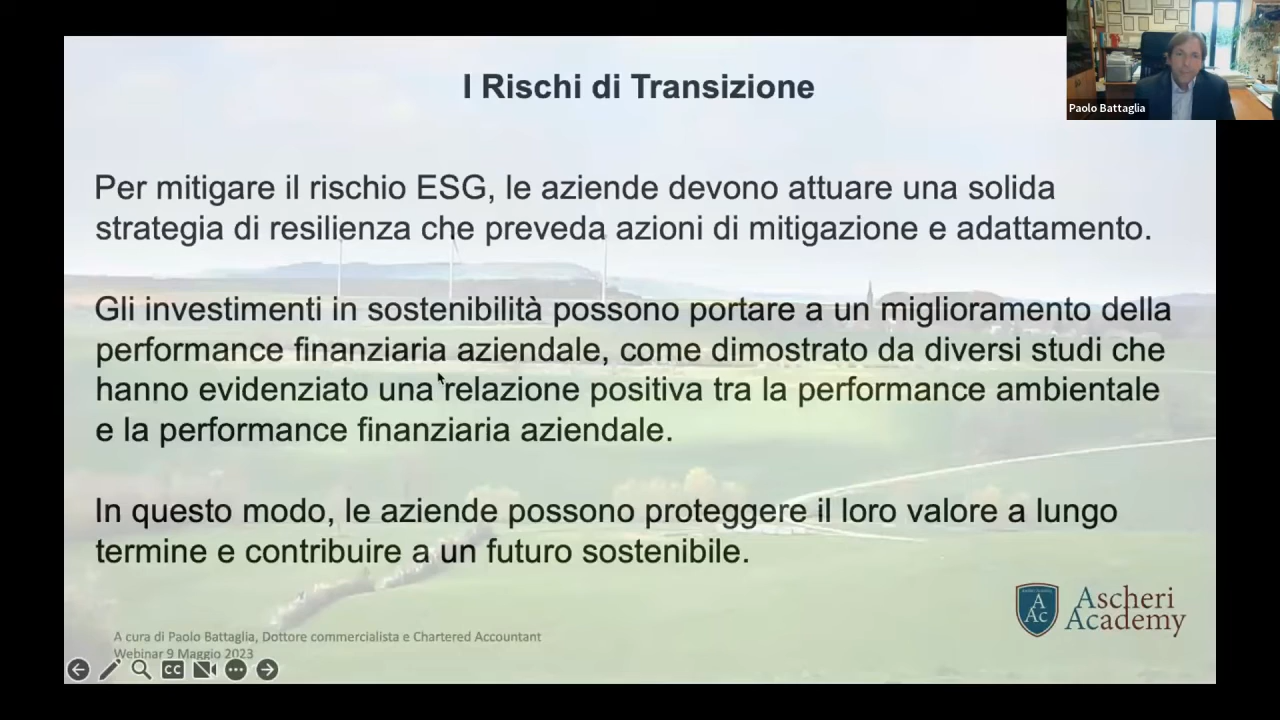 I Rischi di Transizione
Paolo Battaglia
Per mitigare il rischio ESG, le aziende devono attuare una solida
strategia di resilienza che preveda azioni di mitigazione e adattamento.
Gli investimenti in sostenibilità possono portare a un miglioramento della
performance finanziaria aziendale, come dimostrato da diversi studi che
hanno evidenziato una relazione positiva tra la performance ambientale
e la performance finanziaria aziendale.
In questo modo, le aziende possono proteggere il loro valore a lungo
termine e contribuire a un futuro sostenibile.
A
Ac
Ascheri
Academy
A cura di Paolo Battaglia, Dottore commercialista e Chartered Accountant
Webinar 9 Maggio 2023
CC